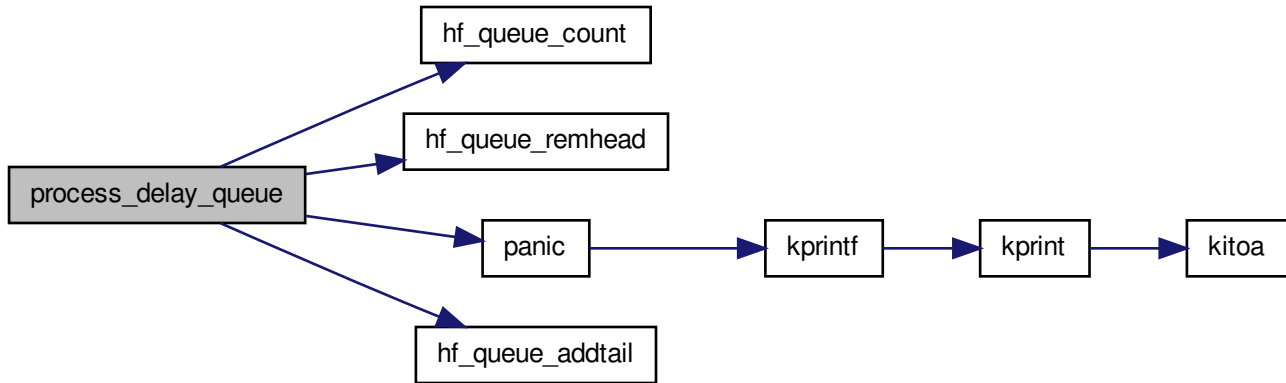 hf_queue_count
hf_queue_remhead
process_delay_queue
panic
kprintf
kprint
kitoa
hf_queue_addtail